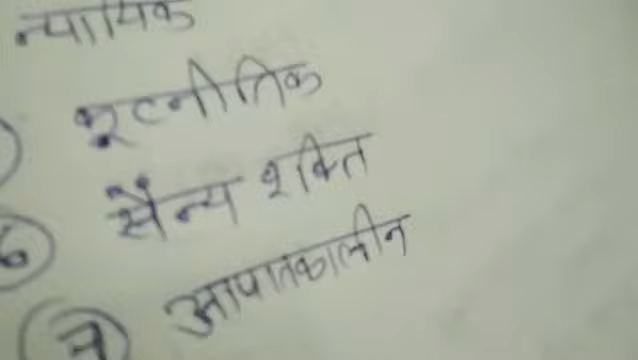 न्यायिक
कूटनीतिक
6 सैन्य शक्ति
7 आपातकालीन